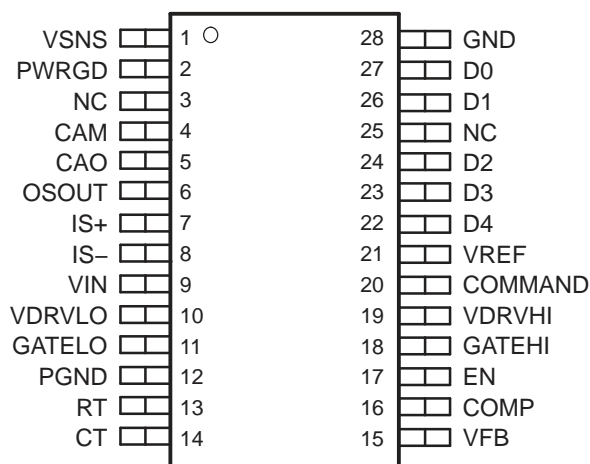 VSNS 1 28 GND
PWRGD 2 27 D0
NC 3 26 D1
CAM 4 25 NC
CAO 5 24 D2
OSOUT 6 23 D3
IS+ 7 22 D4
IS− 8 21 VREF
VIN 9 20 COMMAND
VDRVLO 10 19 VDRVHI
GATELO 11 18 GATEHI
PGND 12 17 EN
RT 13 16 COMP
CT 14 15 VFB